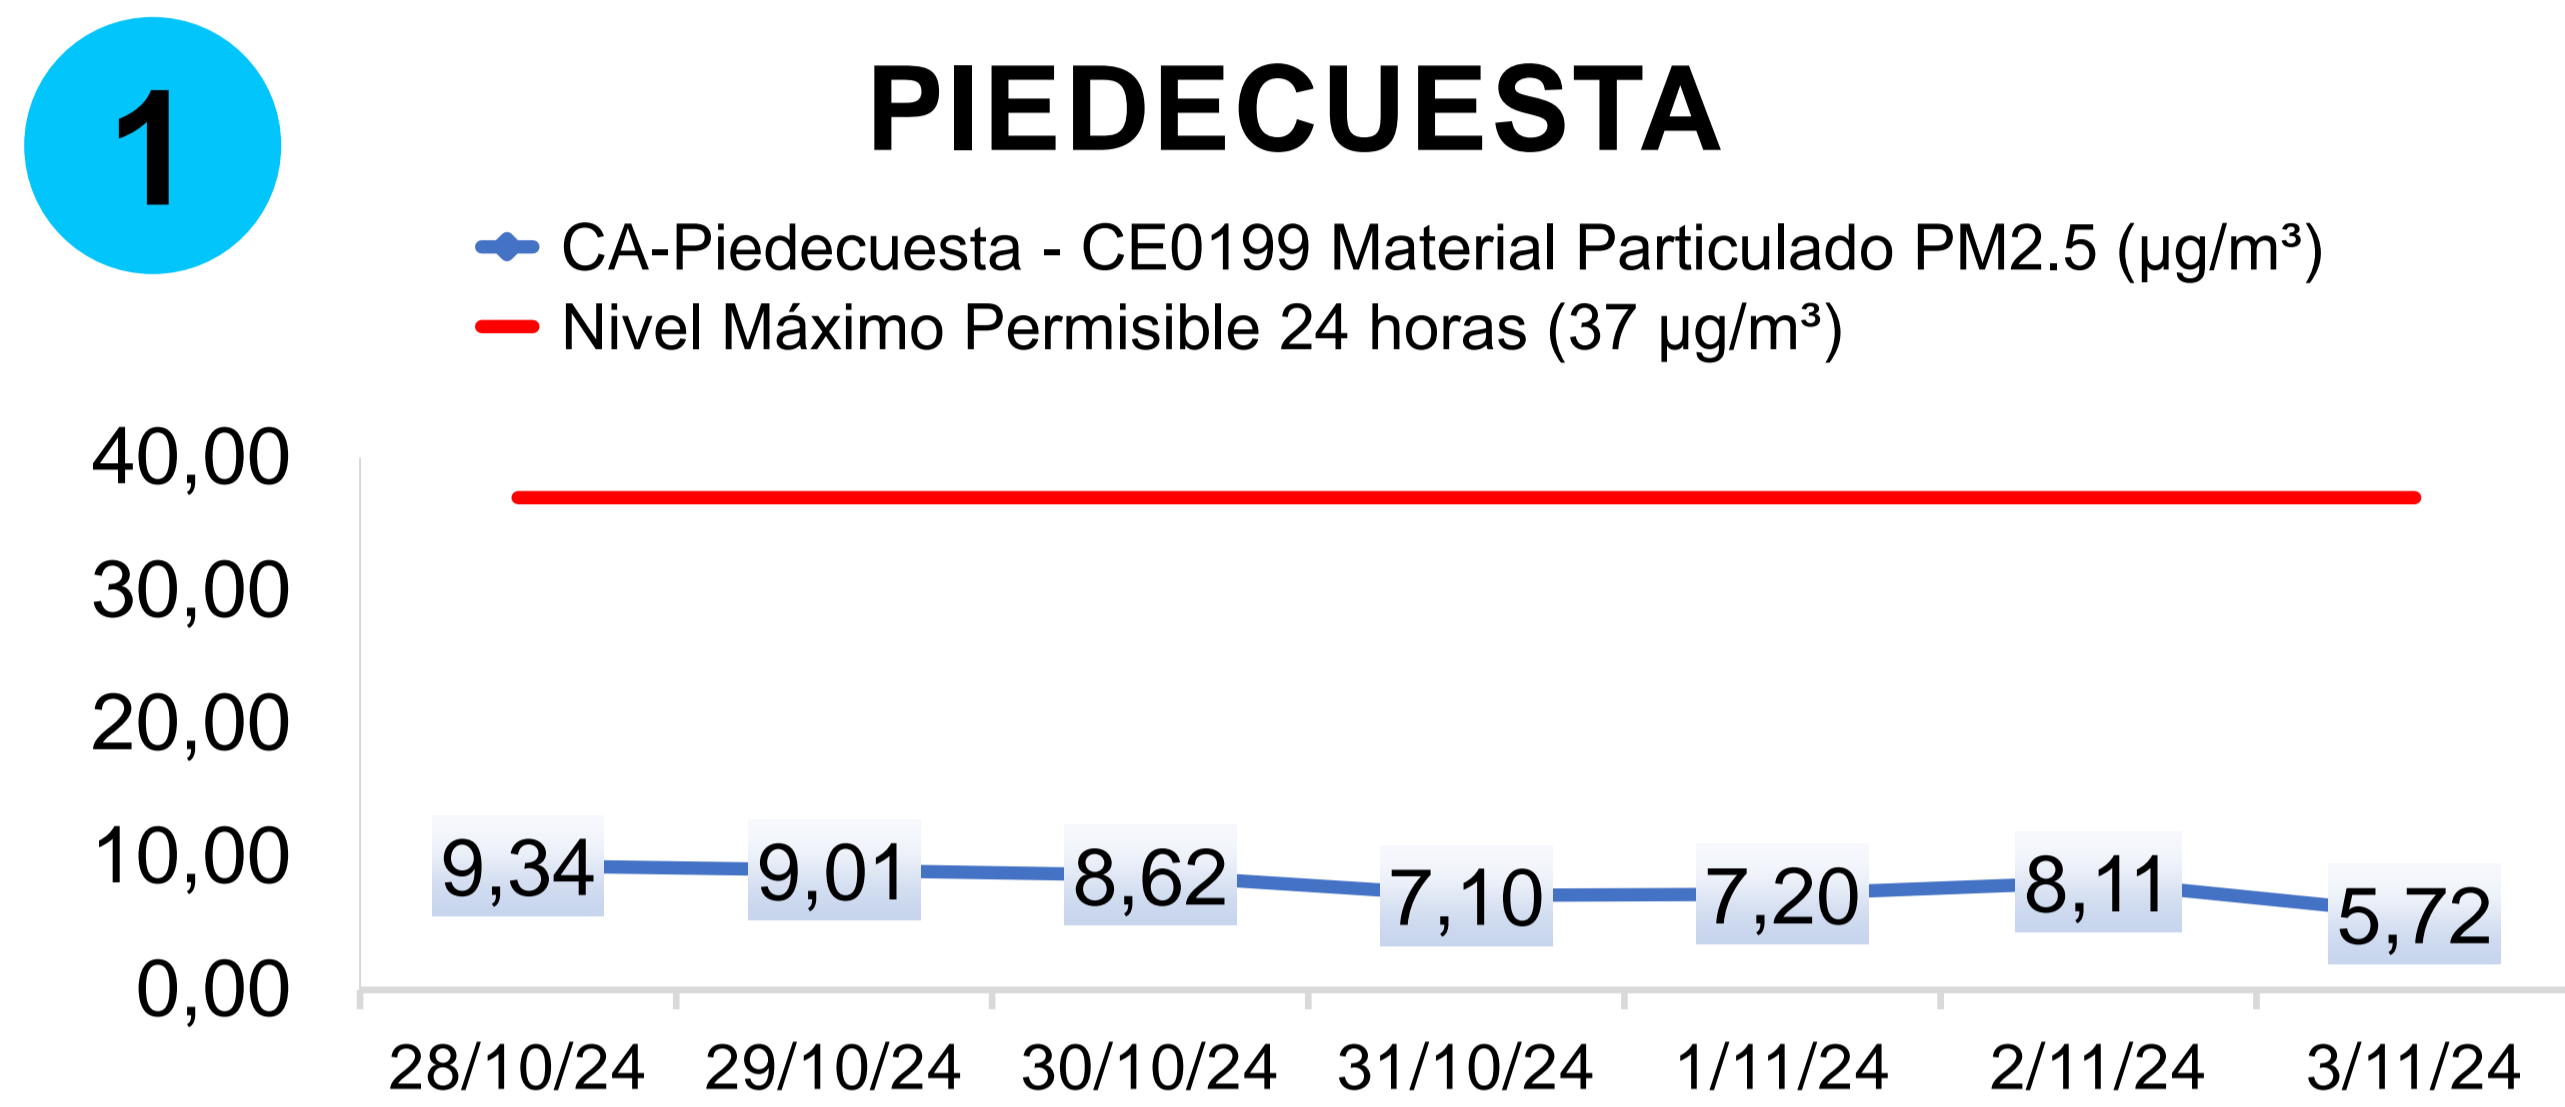 1
PIEDECUESTA
CA-Piedecuesta - CE0199 Material Particulado PM2.5 (µg/m³)
Nivel Máximo Permisible 24 horas (37 µg/m³)
40,00
30,00
20,00
10,00
0,00
9,34 9,01 8,62 7,10 7,20 8,11 5,72
28/10/24 29/10/24 30/10/24 31/10/24 1/11/24 2/11/24 3/11/24